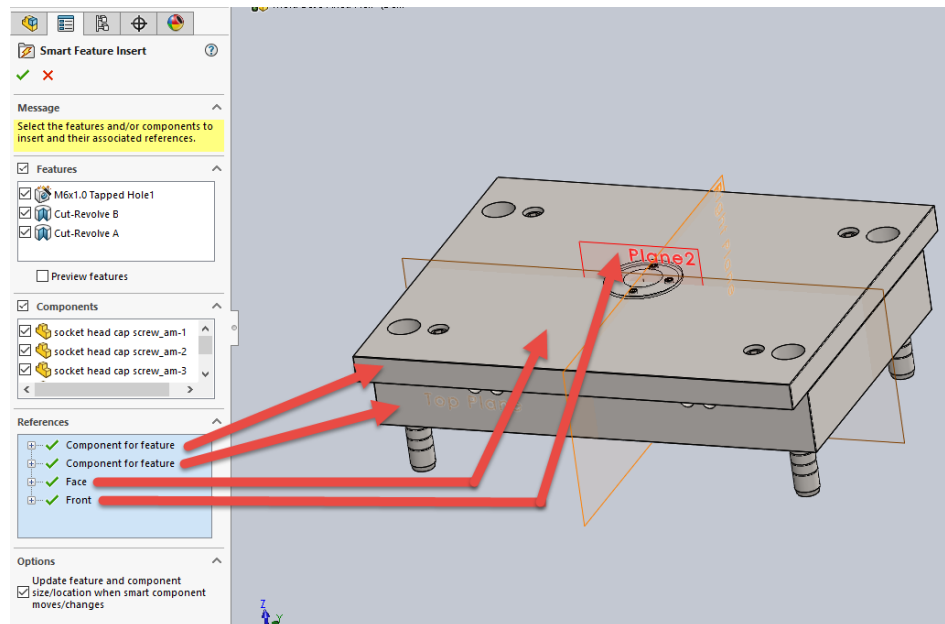 Smart Feature Insert
Message
Select the features and/or components to
insert and their associated references.
Features
M6x1.0 Tapped Hole1
Cut-Revolve B
Cut-Revolve A
Preview features
Components
socket head cap screw_am-1
socket head cap screw_am-2
socket head cap screw_am-3
References
Component for feature
Component for feature
Face
Front
Options
Update feature and component
size/location when smart component
moves/changes
Plane2
Top Plane
Z
Y